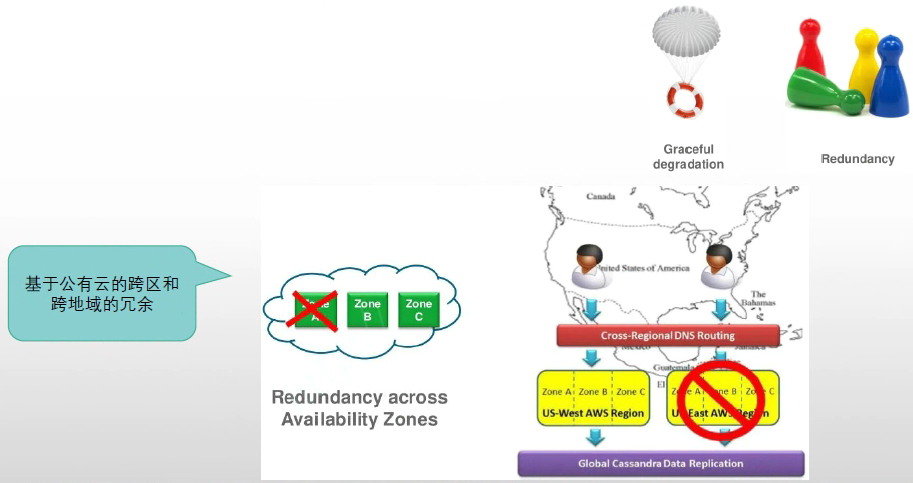 Graceful
degradation
Redundancy
基于公有云的跨区和
跨地域的冗余
Zone
A
Zone
B
Zone
C
Redundancy across
Availability Zones
Canada
United States of America
The
Bahamas
Cross-Regional DNS Routing
Mexico
Jamaica
Guatemala
El
Zone A Zone B Zone C
US-West AWS Region
Zone A Zone B Zone C
US-East AWS Region
Global Cassandra Data Replication